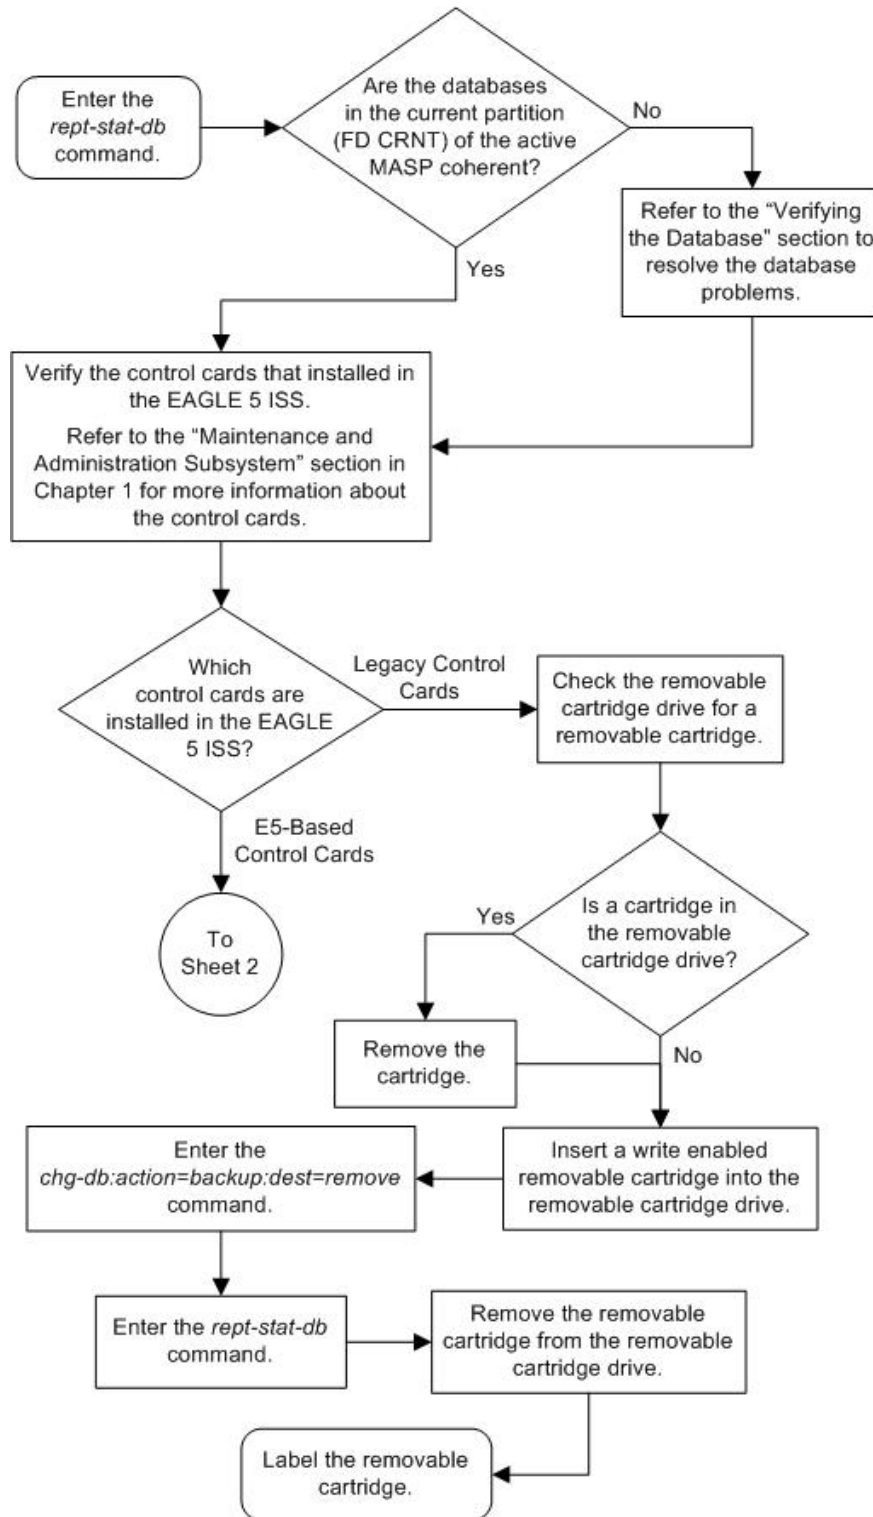 Enter the
rept-stat-db
command.
Are the databases
in the current partition
(FD CRNT) of the active
MASP coherent?
No
Refer to the “Verifying
the Database” section to
resolve the database
problems.
Yes
Verify the control cards that installed in
the EAGLE 5 ISS.
Refer to the “Maintenance and
Administration Subsystem” section in
Chapter 1 for more information about
the control cards.
Which
control cards are
installed in the EAGLE
5 ISS?
Legacy Control
Cards
Check the removable
cartridge drive for a
removable cartridge.
E5-Based
Control Cards
To
Sheet 2
Is a cartridge in
the removable
cartridge drive?
Yes
Remove the
cartridge.
No
Insert a write enabled
removable cartridge into the
removable cartridge drive.
Enter the
chg-db:action=backup:dest=remove
command.
Enter the rept-stat-db
command.
Remove the removable
cartridge from the removable
cartridge drive.
Label the removable
cartridge.